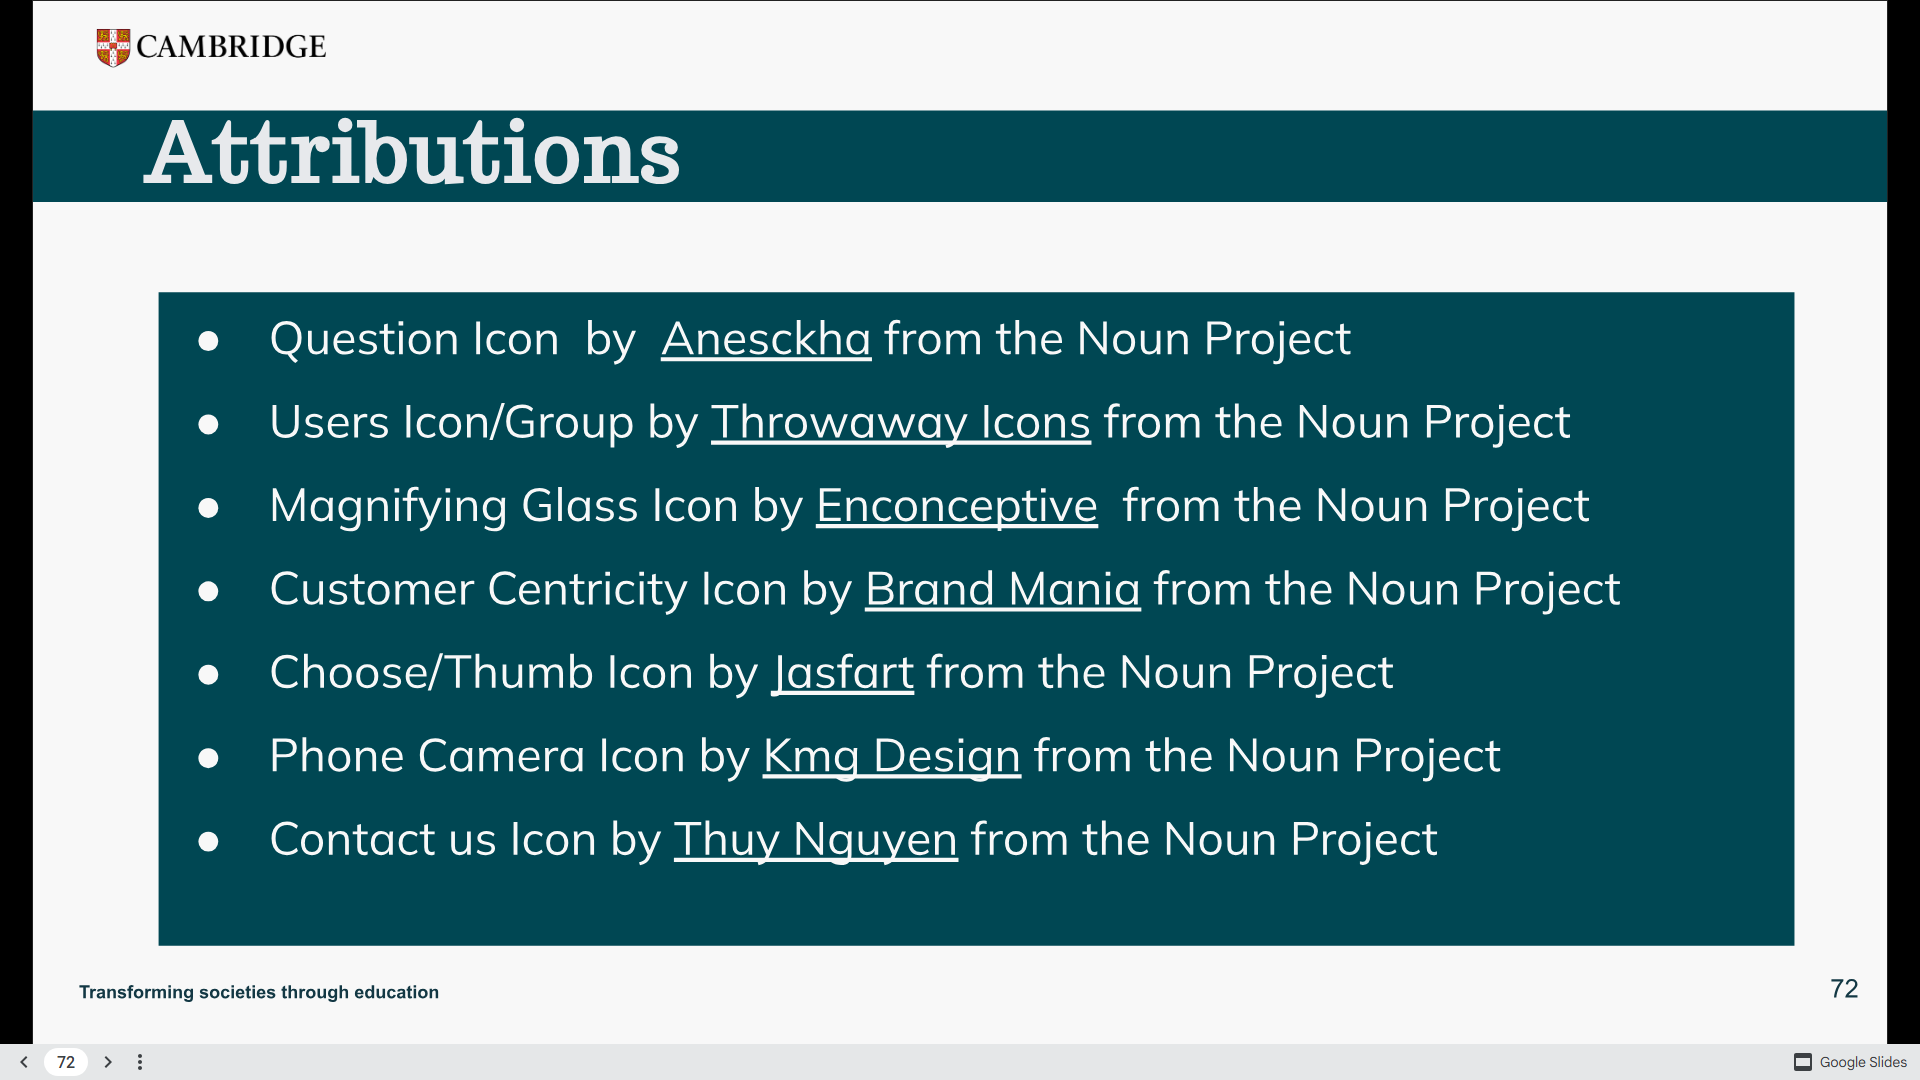 CAMBRIDGE
Attributions
● Question Icon  by  Anesckha from the Noun Project
● Users Icon/Group by Throwaway Icons from the Noun Project
● Magnifying Glass Icon by Enconceptive  from the Noun Project
● Customer Centricity Icon by Brand Mania from the Noun Project
● Choose/Thumb Icon by Jasfart from the Noun Project
● Phone Camera Icon by Kmg Design from the Noun Project
● Contact us Icon by Thuy Nguyen from the Noun Project
Transforming societies through education
72
72
Google Slides